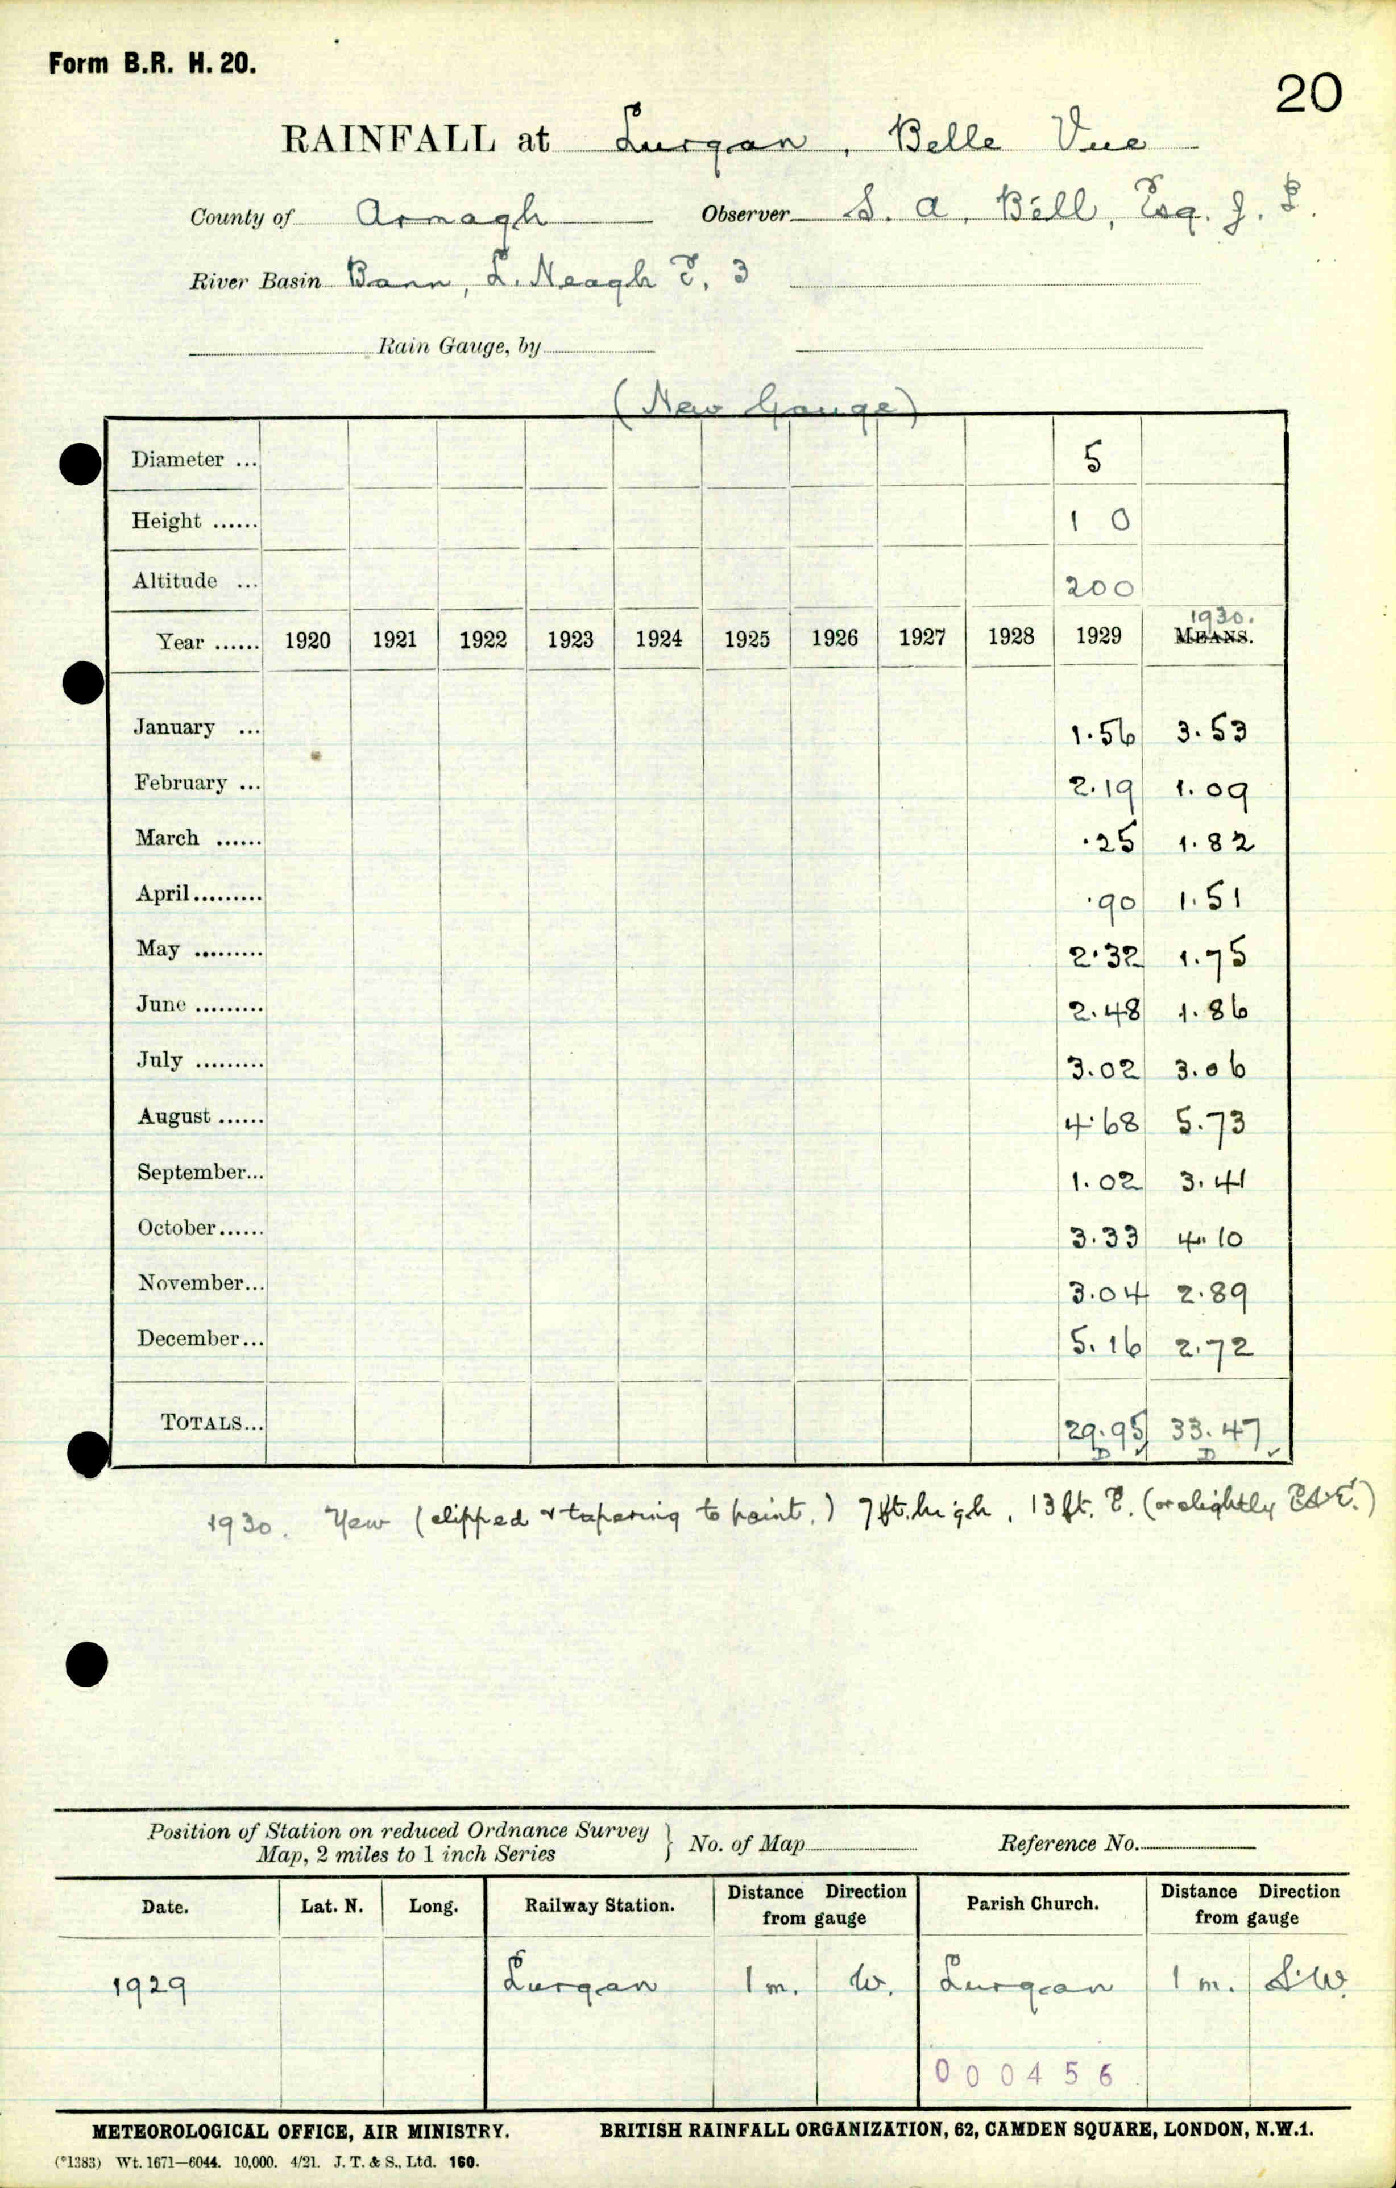 Form B.R. H. 20.
20
RAINFALL at Lurgan, Belle Vue
County of Armagh Observer S. A. Bell, Esq. J. P.
River Basin Bann, L. Neagh E. 3
Rain Gauge, by
(New Gauge)
Diameter ... 5
Height ...... 1 0
Altitude ... 200
Year ...... 1920 1921 1922 1923 1924 1925 1926 1927 1928 1929 MEANS. 1930.
January ... 1.56 3.53
February ... 2.19 1.09
March ...... .25 1.82
April......... .90 1.51
May ......... 2.32 1.75
June ......... 2.48 1.86
July ......... 3.02 3.06
August ...... 4.68 5.73
September... 1.02 3.41
October...... 3.33 4.10
November... 3.04 2.89
December... 5.16 2.72
TOTALS... 29.95 33.47
D ✓ D ✓
1930. Yew (clipped & tapering to point.) 7 ft. high, 13 ft. E. (or slightly
Position of Station on reduced Ordnance Survey
Map, 2 miles to 1 inch Series } No. of Map Reference No.
Date. Lat. N. Long. Railway Station. Distance Direction from gauge Parish Church. Distance Direction from gauge
1929 Lurgan 1 m. W. Lurgan 1 m. S.W.
000456
METEOROLOGICAL OFFICE, AIR MINISTRY. BRITISH RAINFALL ORGANIZATION, 62, CAMDEN SQUARE, LONDON, N.W.1.
(*1383) Wt. 1671—6044. 10,000. 4/21. J. T. & S., Ltd. 160.